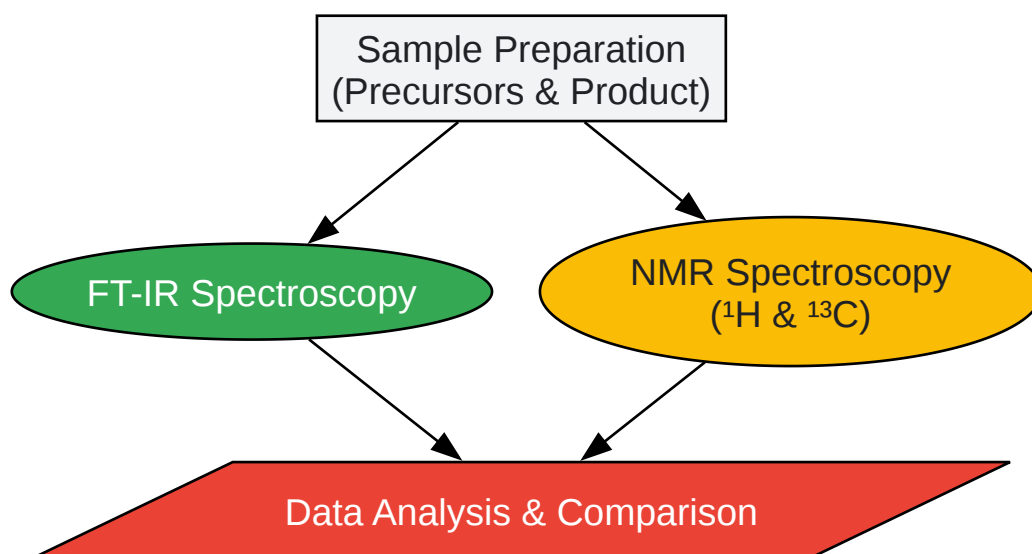 Sample Preparation
(Precursors & Product)
FT-IR Spectroscopy
NMR Spectroscopy
(¹H & ¹³C)
Data Analysis & Comparison